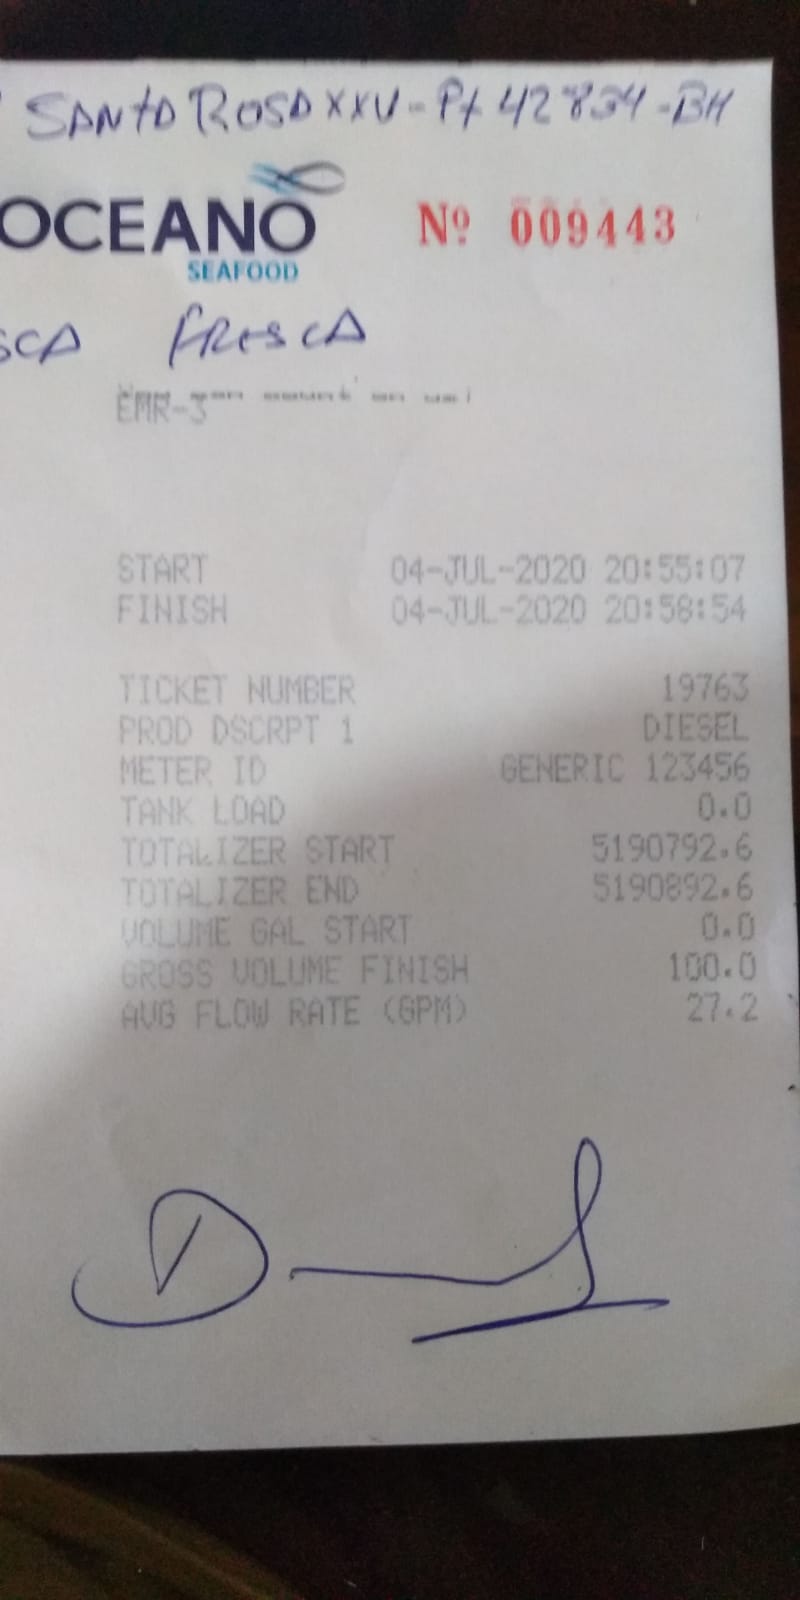 SANTA ROSA XXV - Pt 42834 - BM
OCEANO
SEAFOOD
Nº 009443
SCA FRESCA
EMR-3
START 04-JUL-2020 20:55:07
FINISH 04-JUL-2020 20:58:54
TICKET NUMBER 19763
PROD DSCRPT 1 DIESEL
METER ID GENERIC 123456
TANK LOAD 0.0
TOTALIZER START 5190792.6
TOTALIZER END 5190892.6
VOLUME GAL START 0.0
GROSS VOLUME FINISH 100.0
AVG FLOW RATE (GPM) 27.2